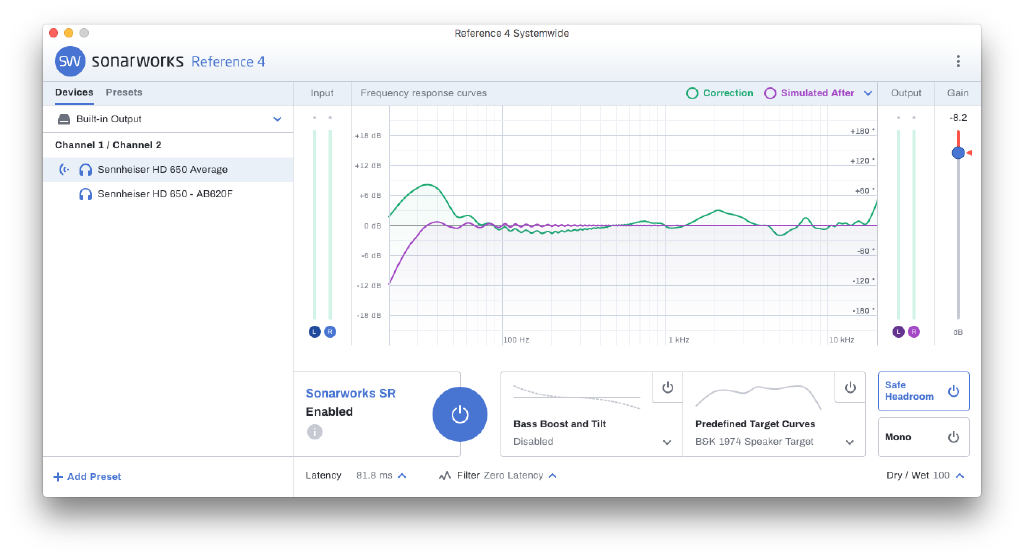 Reference 4 Systemwide
SW sonarworks Reference 4
Devices Presets
Input
Frequency response curves
Correction
Simulated After
Output
Gain
Built-in Output
-8.2
Channel 1 / Channel 2
Sennheiser HD 650 Average
Sennheiser HD 650 - AB620F
+18 dB
+12 dB
+6 dB
0 dB
-6 dB
-12 dB
-18 dB
+180 °
+120 °
+60 °
-60 °
-120 °
-180 °
100 Hz
1 kHz
10 kHz
L R
L R
dB
Sonarworks SR
Enabled
i
Bass Boost and Tilt
Disabled
Predefined Target Curves
B&K 1974 Speaker Target
Safe
Headroom
Mono
Add Preset
Latency 81.8 ms
Filter Zero Latency
Dry / Wet 100